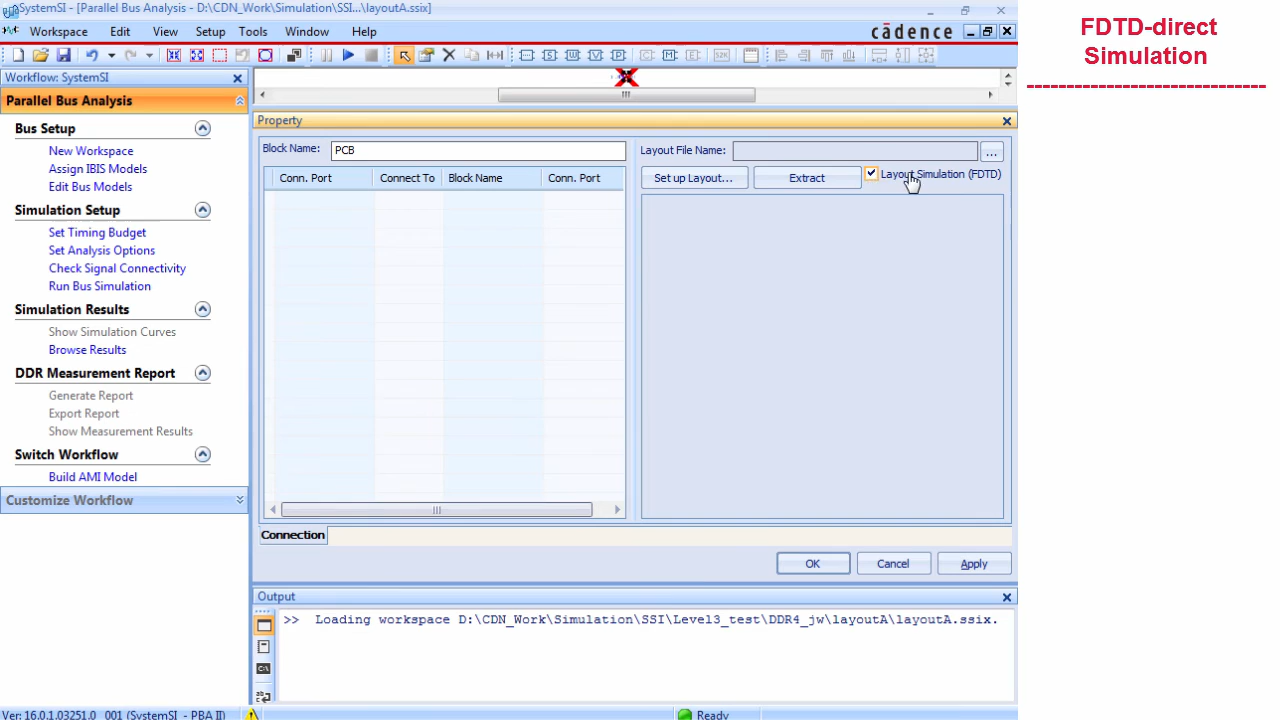 SystemSI - [Parallel Bus Analysis - D:\CDN_Work\Simulation\SSI...\layoutA.ssix]
Workspace Edit View Setup Tools Window Help cādence
Workflow: SystemSI
Parallel Bus Analysis
Bus Setup
New Workspace
Assign IBIS Models
Edit Bus Models
Simulation Setup
Set Timing Budget
Set Analysis Options
Check Signal Connectivity
Run Bus Simulation
Simulation Results
Show Simulation Curves
Browse Results
DDR Measurement Report
Generate Report
Export Report
Show Measurement Results
Switch Workflow
Build AMI Model
Customize Workflow
Property
Block Name: PCB
Conn. Port Connect To Block Name Conn. Port
Layout File Name: ...
Set up Layout... Extract Layout Simulation (FDTD)
Connection
OK Cancel Apply
Output
>> Loading workspace D:\CDN_Work\Simulation\SSI\Level3_test\DDR4_jw\layoutA\layoutA.ssix.
Ver: 16.0.1.03251.0_001 (SystemSI - PBA II) Ready
FDTD-direct
Simulation